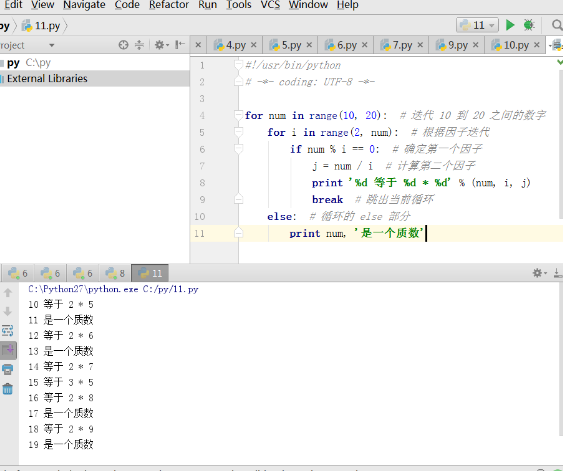 Edit View Navigate Code Refactor Run Tools VCS Window Help
py 11.py 11
roject
4.py 5.py 6.py 7.py 9.py 10.py
py C:\py
External Libraries
1 #!/usr/bin/python
2 # -*- coding: UTF-8 -*-
3
4 for num in range(10, 20): # 迭代 10 到 20 之间的数字
5 for i in range(2, num): # 根据因子迭代
6 if num % i == 0: # 确定第一个因子
7 j = num / i # 计算第二个因子
8 print '%d 等于 %d * %d' % (num, i, j)
9 break # 跳出当前循环
10 else: # 循环的 else 部分
11 print num, '是一个质数'
6 6 6 8 11
C:\Python27\python.exe C:/py/11.py
10 等于 2 * 5
11 是一个质数
12 等于 2 * 6
13 是一个质数
14 等于 2 * 7
15 等于 3 * 5
16 等于 2 * 8
17 是一个质数
18 等于 2 * 9
19 是一个质数